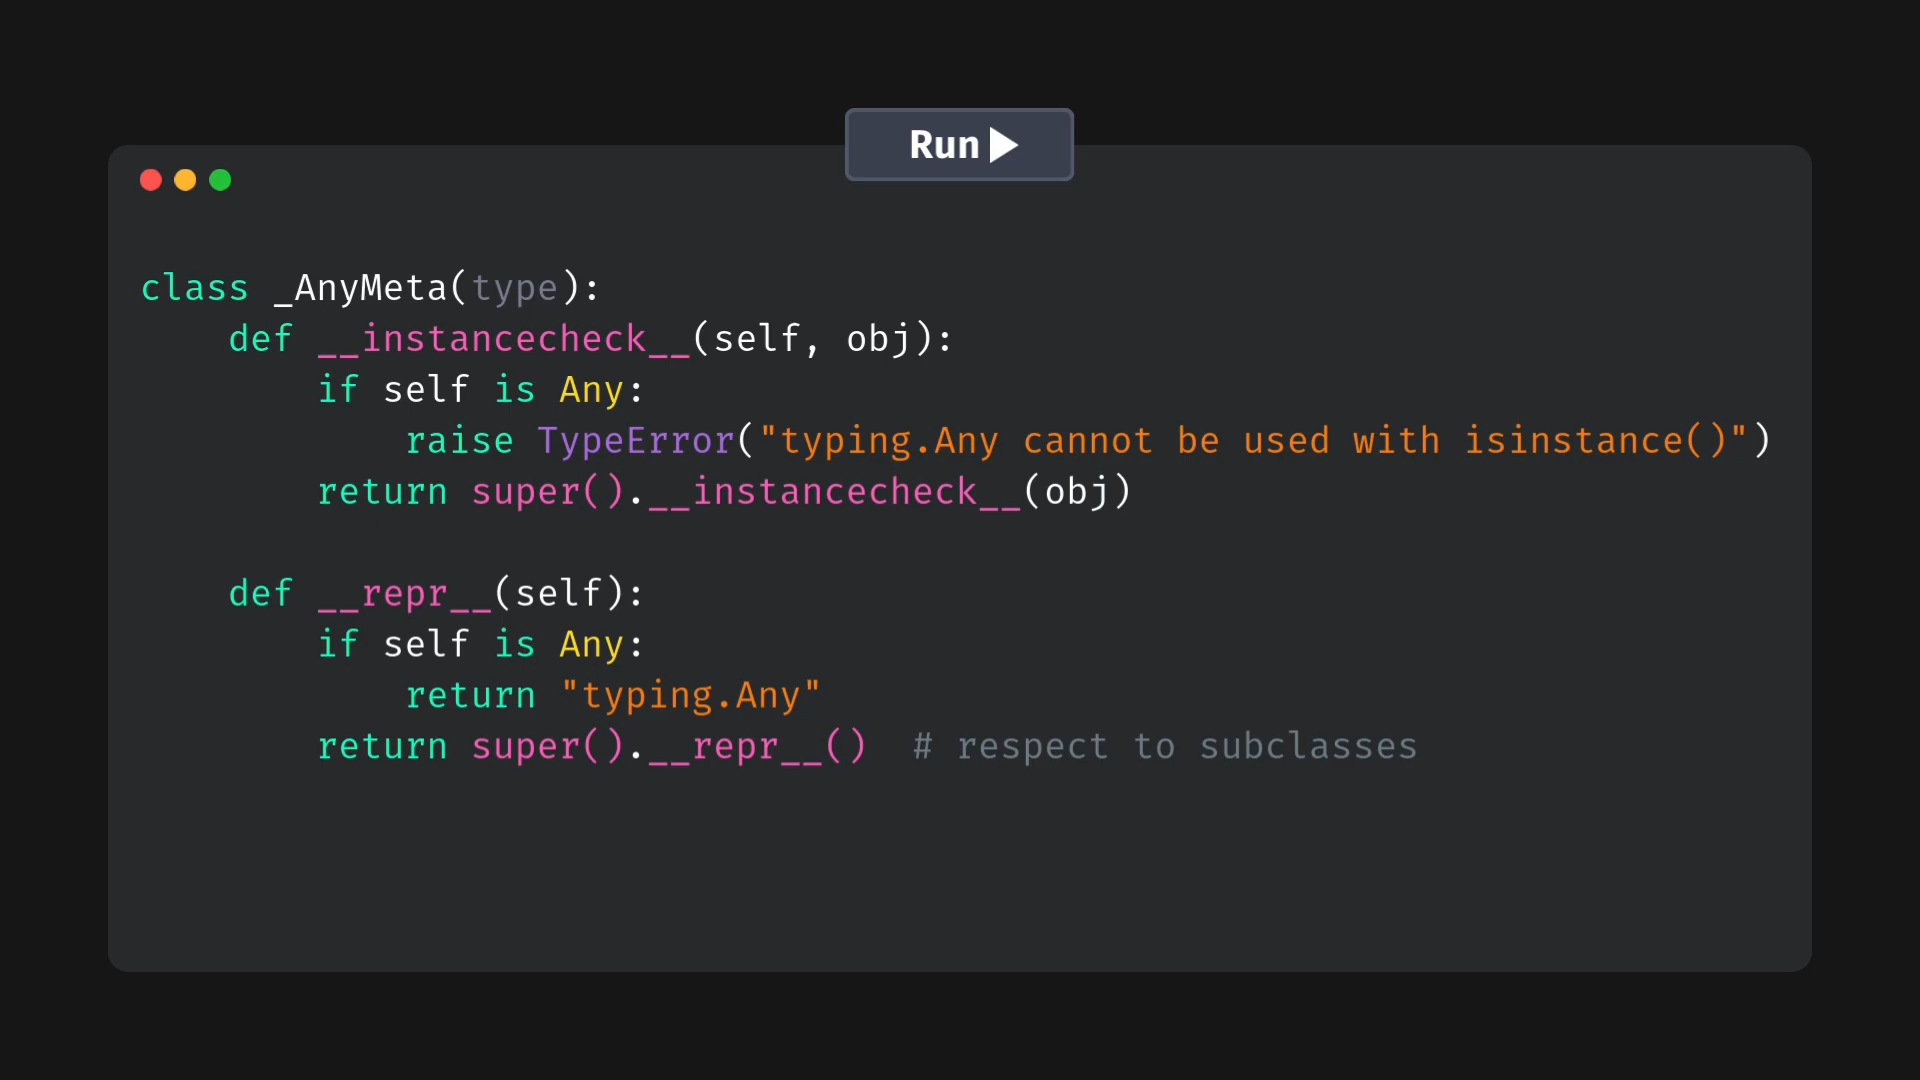 Run
class _AnyMeta(type):
    def __instancecheck__(self, obj):
        if self is Any:
            raise TypeError("typing.Any cannot be used with isinstance()")
        return super().__instancecheck__(obj)

    def __repr__(self):
        if self is Any:
            return "typing.Any"
        return super().__repr__()  # respect to subclasses